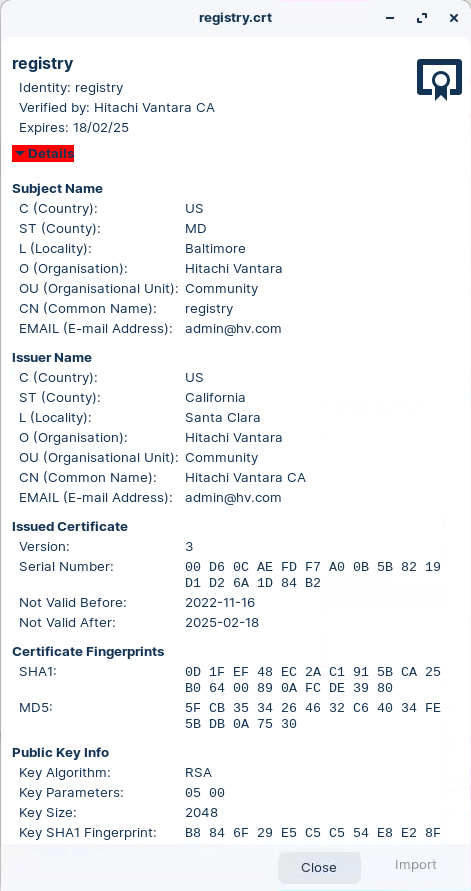 registry.crt
registry
Identity: registry
Verified by: Hitachi Vantara CA
Expires: 18/02/25
Details
Subject Name
C (Country): US
ST (County): MD
L (Locality): Baltimore
O (Organisation): Hitachi Vantara
OU (Organisational Unit): Community
CN (Common Name): registry
EMAIL (E-mail Address): admin@hv.com
Issuer Name
C (Country): US
ST (County): California
L (Locality): Santa Clara
O (Organisation): Hitachi Vantara
OU (Organisational Unit): Community
CN (Common Name): Hitachi Vantara CA
EMAIL (E-mail Address): admin@hv.com
Issued Certificate
Version: 3
Serial Number: 00 D6 0C AE FD F7 A0 0B 5B 82 19
D1 D2 6A 1D 84 B2
Not Valid Before: 2022-11-16
Not Valid After: 2025-02-18
Certificate Fingerprints
SHA1: 0D 1F EF 48 EC 2A C1 91 5B CA 25
B0 64 00 89 0A FC DE 39 80
MD5: 5F CB 35 34 26 46 32 C6 40 34 FE
5B DB 0A 75 30
Public Key Info
Key Algorithm: RSA
Key Parameters: 05 00
Key Size: 2048
Key SHA1 Fingerprint: B8 84 6F 29 E5 C5 C5 54 E8 E2 8F
Close Import